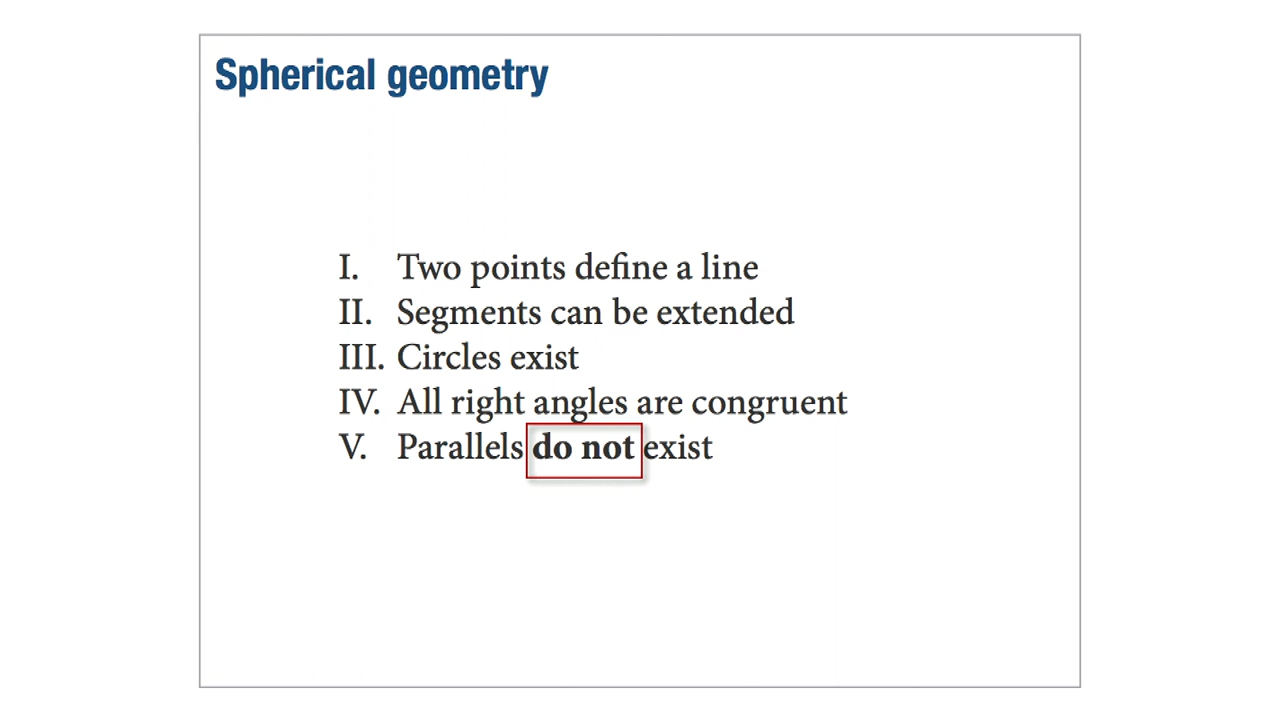 Spherical geometry
I. Two points define a line
II. Segments can be extended
III. Circles exist
IV. All right angles are congruent
V. Parallels do not exist